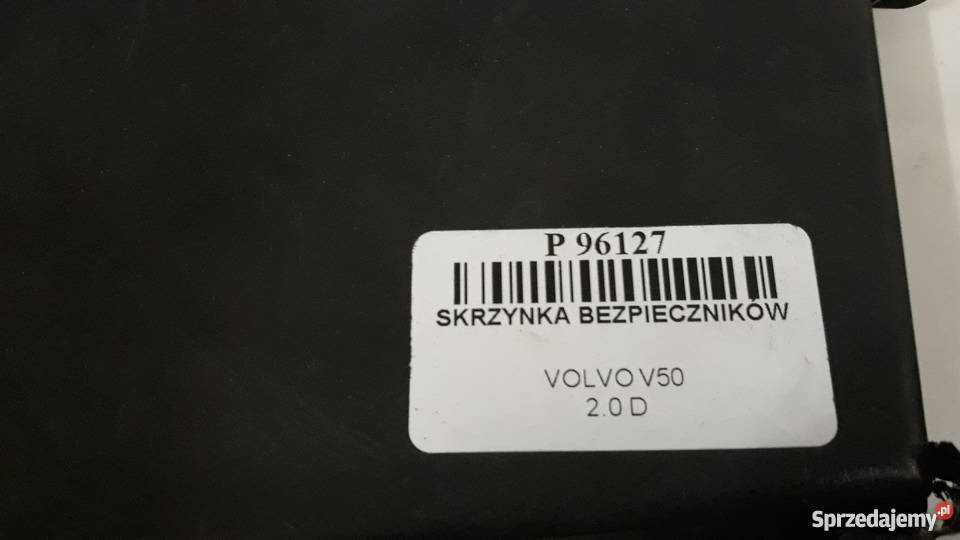 P 96127
SKRZYNKA BEZPIECZNIKÓW
VOLVO V50
2.0 D
Sprzedajemy.pl